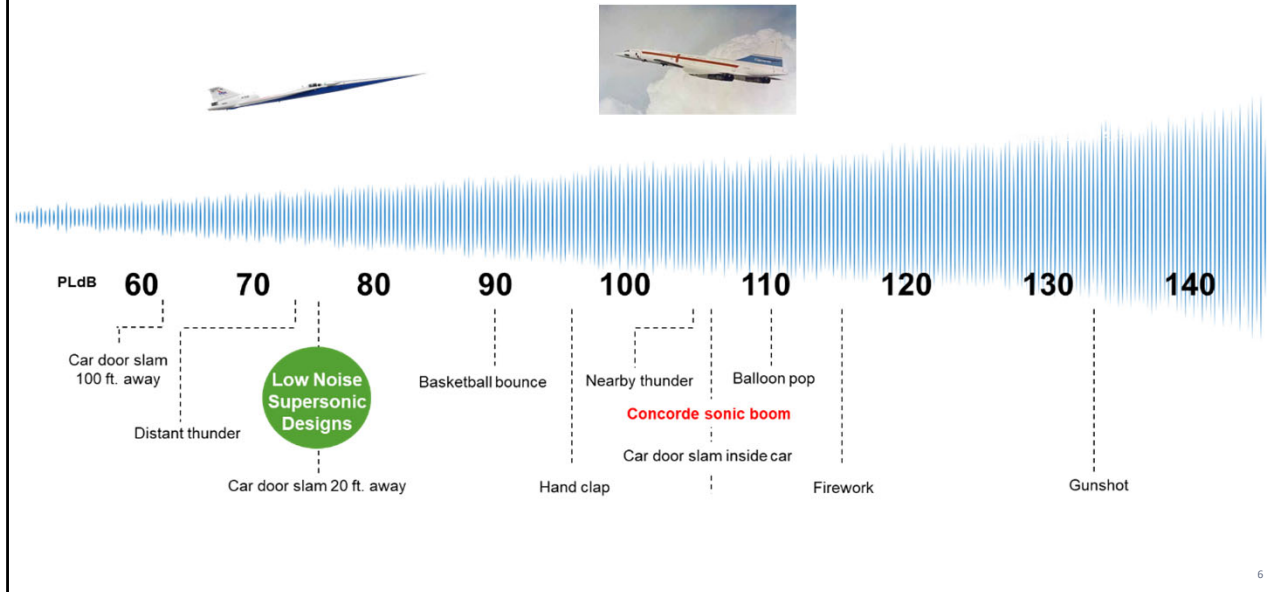 PLdB 60 70 80 90 100 110 120 130 140
Car door slam
100 ft. away
Distant thunder
Low Noise
Supersonic
Designs
Car door slam 20 ft. away
Basketball bounce
Hand clap
Nearby thunder
Concorde sonic boom
Car door slam inside car
Balloon pop
Firework
Gunshot
6